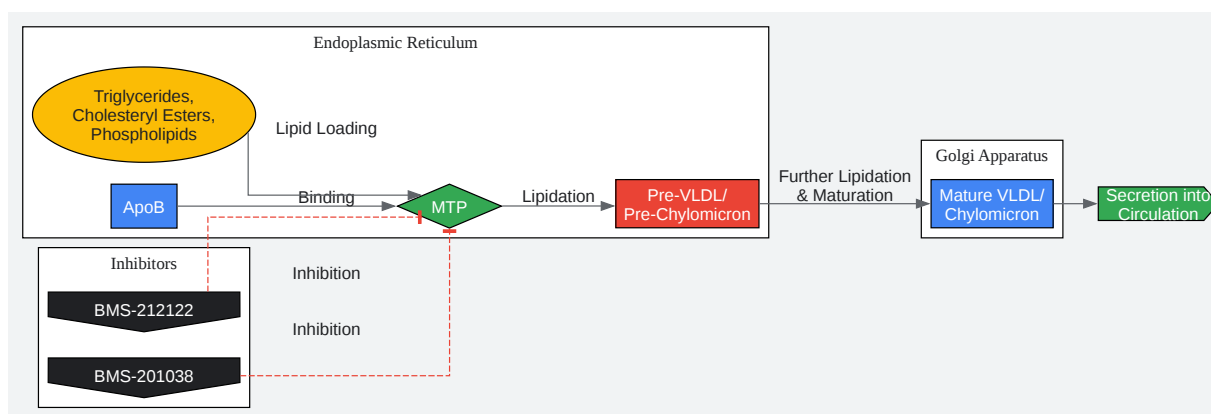 Endoplasmic Reticulum
Triglycerides,
Cholesteryl Esters,
Phospholipids
Lipid Loading
ApoB
Binding
MTP
Lipidation
Pre-VLDL/
Pre-Chylomicron
Further Lipidation
& Maturation
Golgi Apparatus
Mature VLDL/
Chylomicron
Secretion into
Circulation
Inhibitors
BMS-212122
Inhibition
BMS-201038
Inhibition